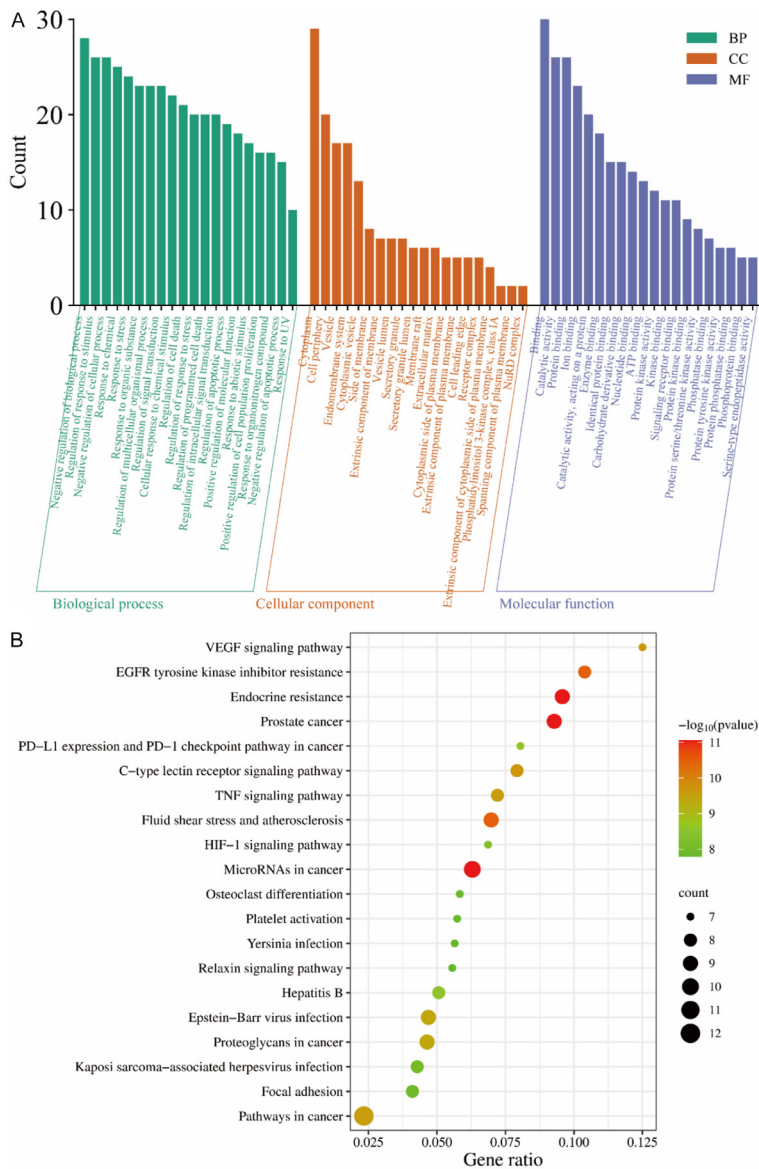 A
30
20
10
0
Count
BP
CC
MF
Negative regulation of biological process
Regulation of response to stimulus
Negative regulation of cellular process
Response to chemical
Response to stress
Response to organic substance
Regulation of multicellular organismal process
Regulation of signal transduction
Cellular response to chemical stimulus
Regulation of cell death
Regulation of response to stress
Regulation of programmed cell death
Regulation of intracellular signal transduction
Regulation of apoptotic process
Positive regulation of molecular function
Response to abiotic stimulus
Positive regulation of cell population proliferation
Response to organonitrogen compound
Negative regulation of apoptotic process
Response to UV
Cytoplasm
Cell periphery
Vesicle
Endomembrane system
Cytoplasmic vesicle
Side of membrane
Extrinsic component of membrane
Vesicle lumen
Secretory granule
Secretory granule lumen
Membrane raft
Extracellular matrix
Cytoplasmic side of plasma membrane
Extrinsic component of plasma membrane
Cell leading edge
Receptor complex
Extrinsic component of cytoplasmic side of plasma membrane
Phosphatidylinositol 3-kinase complex, class IA
Spanning component of plasma membrane
NuRD complex
Binding
Catalytic activity
Protein binding
Ion binding
Catalytic activity, acting on a protein
Enzyme binding
Identical protein binding
Carbohydrate derivative binding
Nucleotide binding
ATP binding
Protein kinase activity
Kinase binding
Signaling receptor binding
Protein kinase binding
Protein serine/threonine kinase activity
Phosphatase binding
Protein tyrosine kinase activity
Protein phosphatase binding
Phosphoprotein binding
Serine-type endopeptidase activity
Biological process
Cellular component
Molecular function
B
VEGF signaling pathway
EGFR tyrosine kinase inhibitor resistance
Endocrine resistance
Prostate cancer
PD−L1 expression and PD−1 checkpoint pathway in cancer
C−type lectin receptor signaling pathway
TNF signaling pathway
Fluid shear stress and atherosclerosis
HIF−1 signaling pathway
MicroRNAs in cancer
Osteoclast differentiation
Platelet activation
Yersinia infection
Relaxin signaling pathway
Hepatitis B
Epstein−Barr virus infection
Proteoglycans in cancer
Kaposi sarcoma−associated herpesvirus infection
Focal adhesion
Pathways in cancer
0.025
0.050
0.075
0.100
0.125
Gene ratio
−log10(pvalue)
11
10
9
8
count
7
8
9
10
11
12